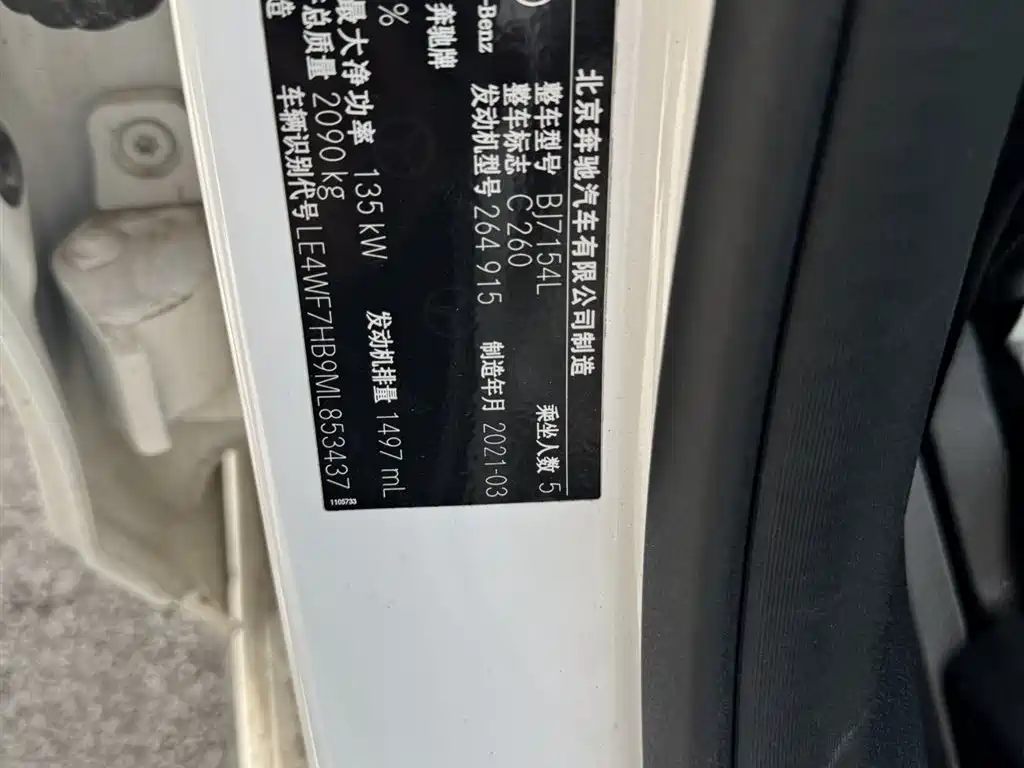 北京奔驰汽车有限公司制造
整车型号 BJ7154L 乘坐人数 5
整车标志 C 260
发动机型号 264 915 制造年月 2021-03
-Benz
奔驰牌
%
最大净功率 135 kW 发动机排量 1497 mL
总质量 2090 kg
车辆识别代号 LE4WF7HB9ML853437
造
1105733